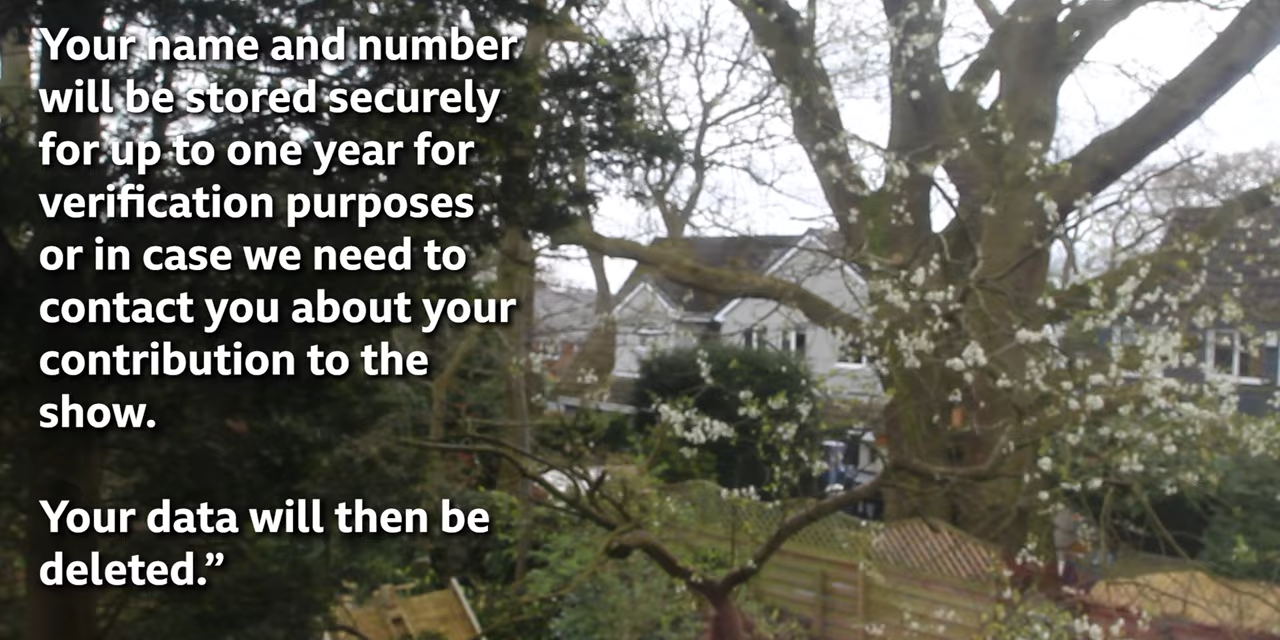 Your name and number
will be stored securely
for up to one year for
verification purposes
or in case we need to
contact you about your
contribution to the
show.
Your data will then be
deleted.”